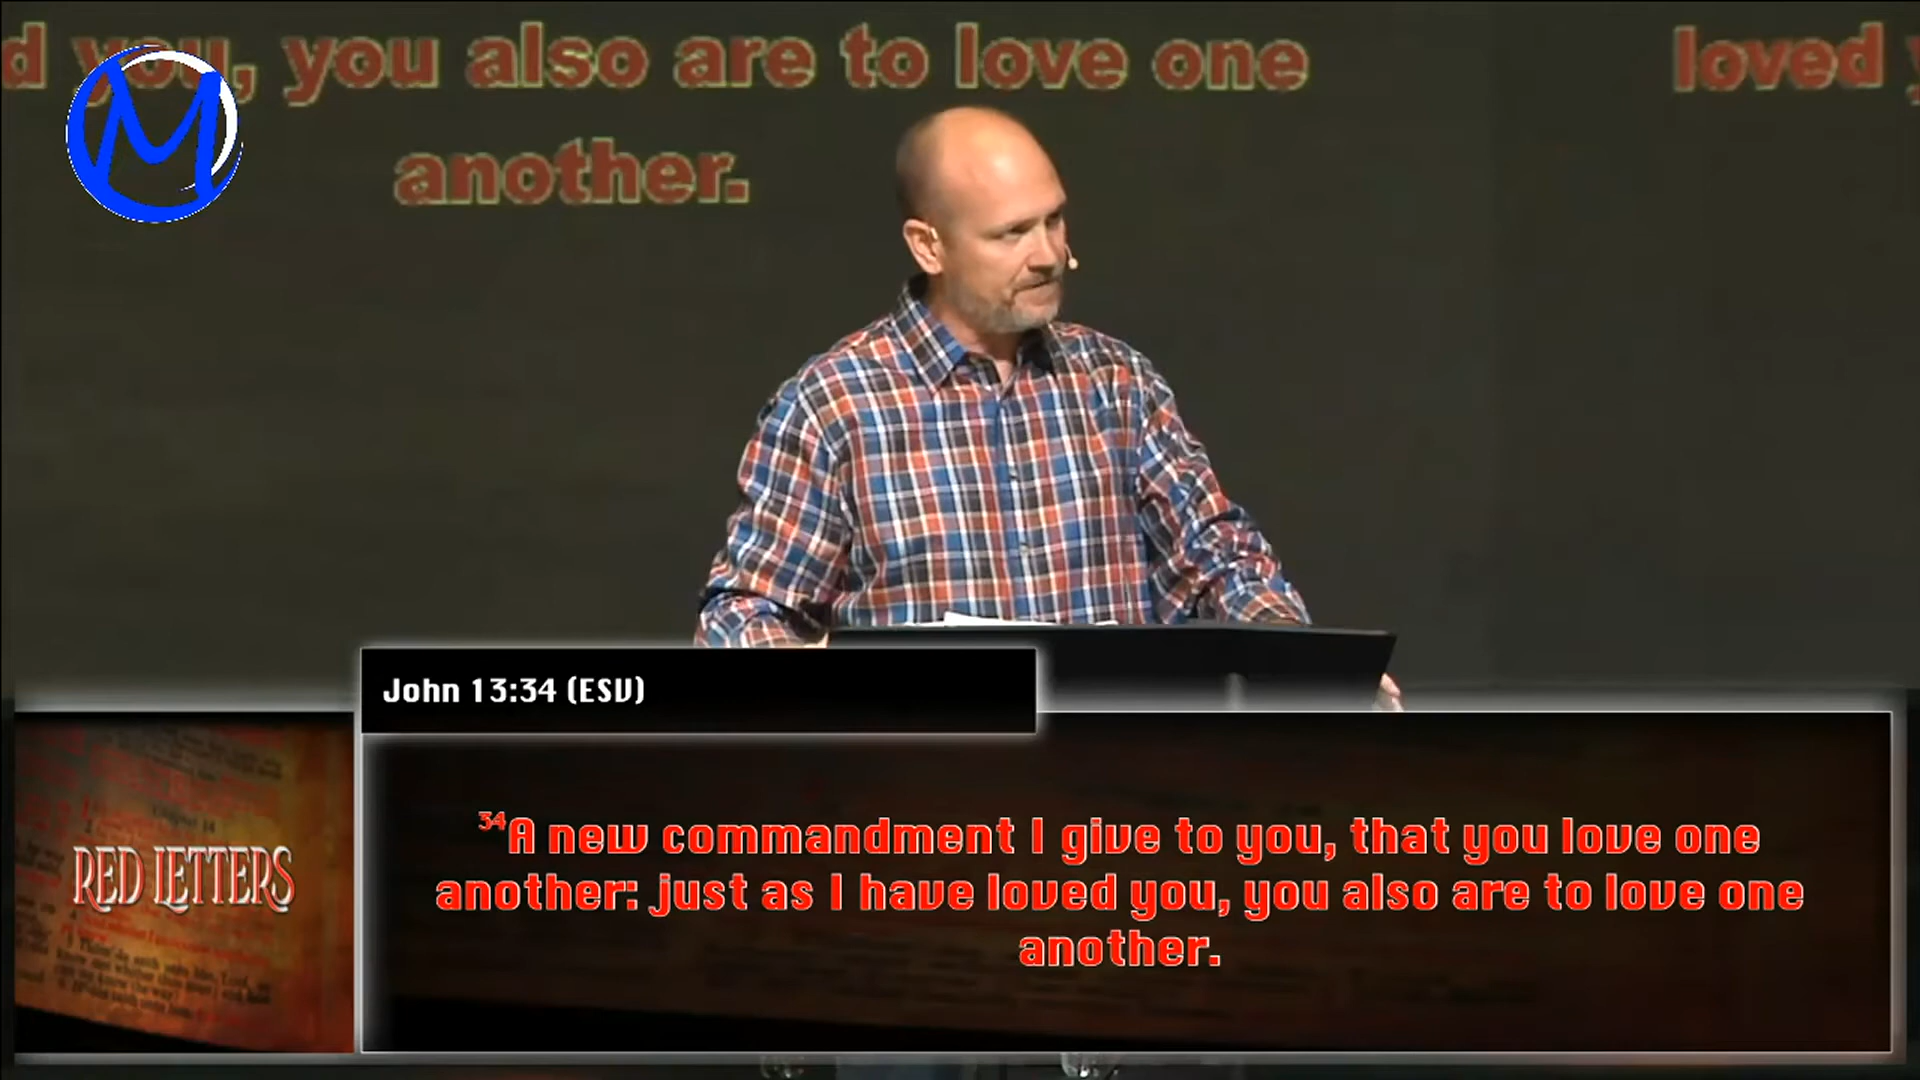 d you, you also are to love one
another.
loved
M
John 13:34 (ESV)
RED LETTERS
34A new commandment I give to you, that you love one
another: just as I have loved you, you also are to love one
another.